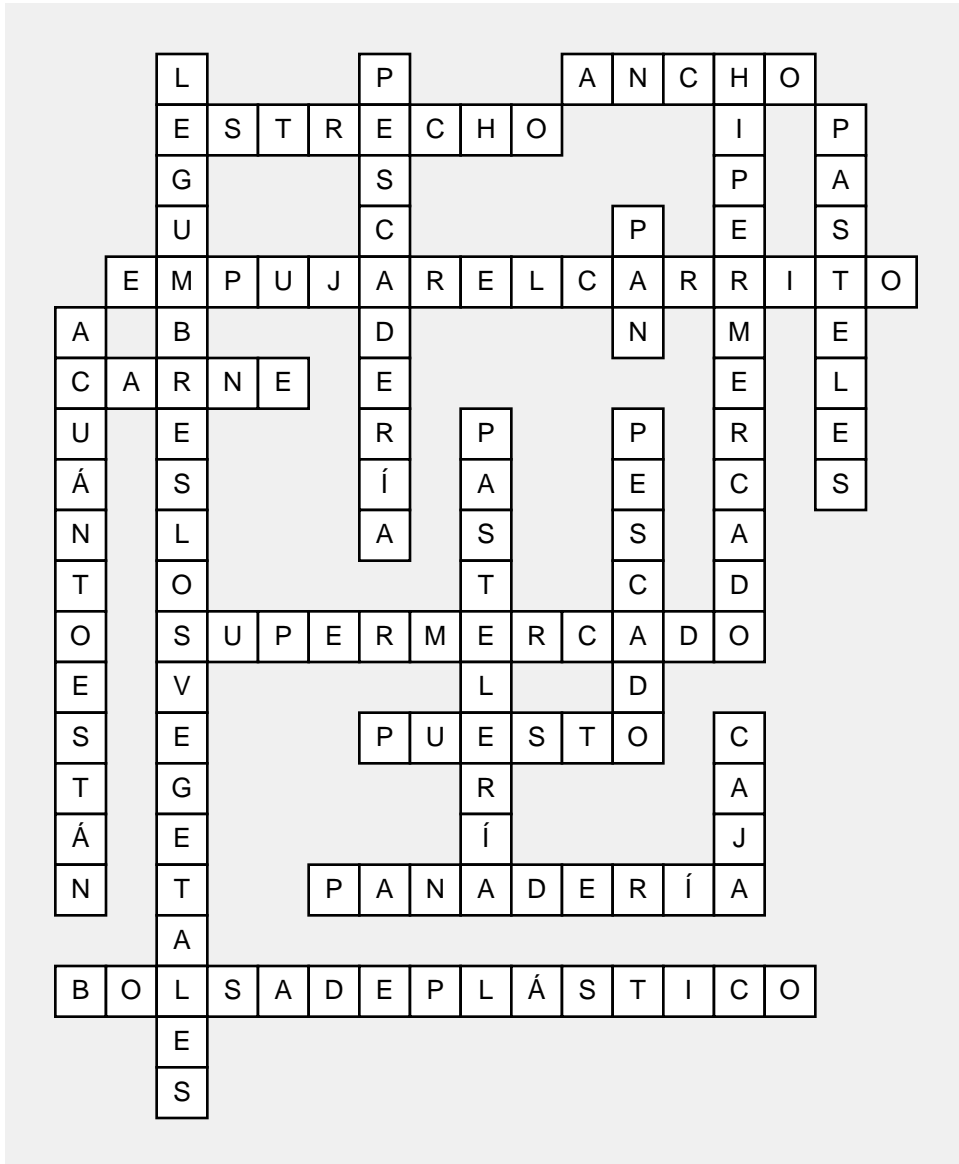 LEGUMBRESLOSVEGETALES
PESCADERÍA
ANCHO
HIPERMERCADO
ESTRECHO
PASTELES
PAN
EMPUJARELCARRITO
ACUÁNTOESTÁN
CARNE
PASTELERÍA
PESCADO
SUPERMERCADO
PUESTO
CAJA
PANADERÍA
BOLSADEPLÁSTICO